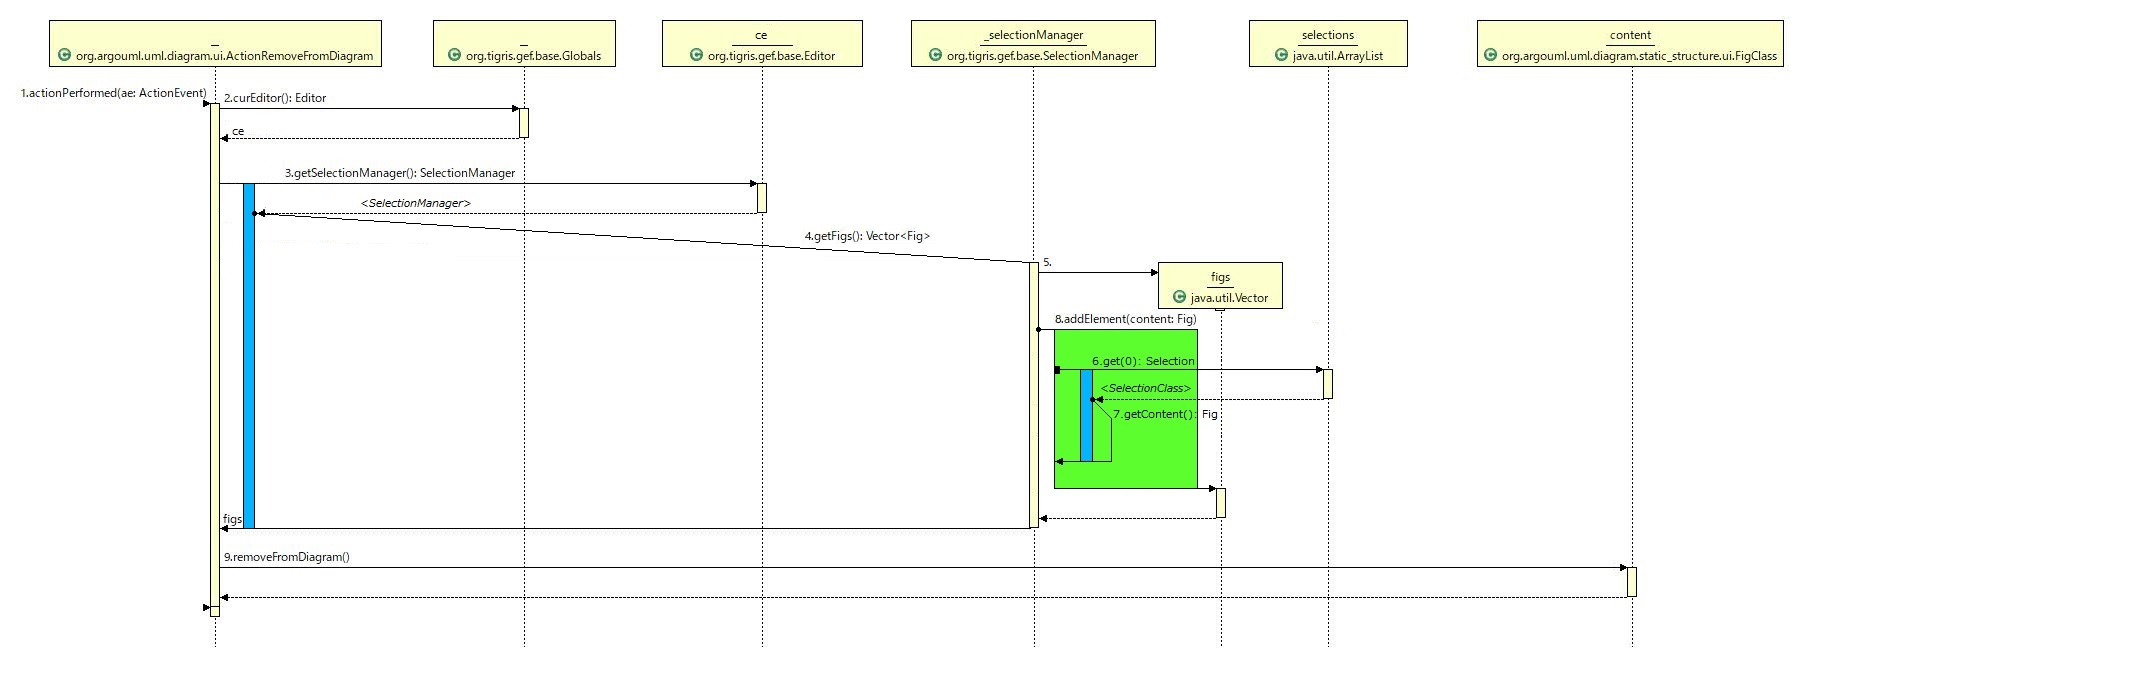 ce
_selectionManager
selections
content
org.argouml.uml.diagram.ui.ActionRemoveFromDiagram
org.tigris.gef.base.Globals
org.tigris.gef.base.Editor
org.tigris.gef.base.SelectionManager
java.util.ArrayList
org.argouml.uml.diagram.static_structure.ui.FigClass
1.actionPerformed(ae: ActionEvent)
2.curEditor(): Editor
ce
3.getSelectionManager(): SelectionManager
<SelectionManager>
4.getFigs(): Vector<Fig>
5.
figs
java.util.Vector
8.addElement(content: Fig)
6.get(0): Selection
<SelectionClass>
7.getContent(): Fig
figs
9.removeFromDiagram()